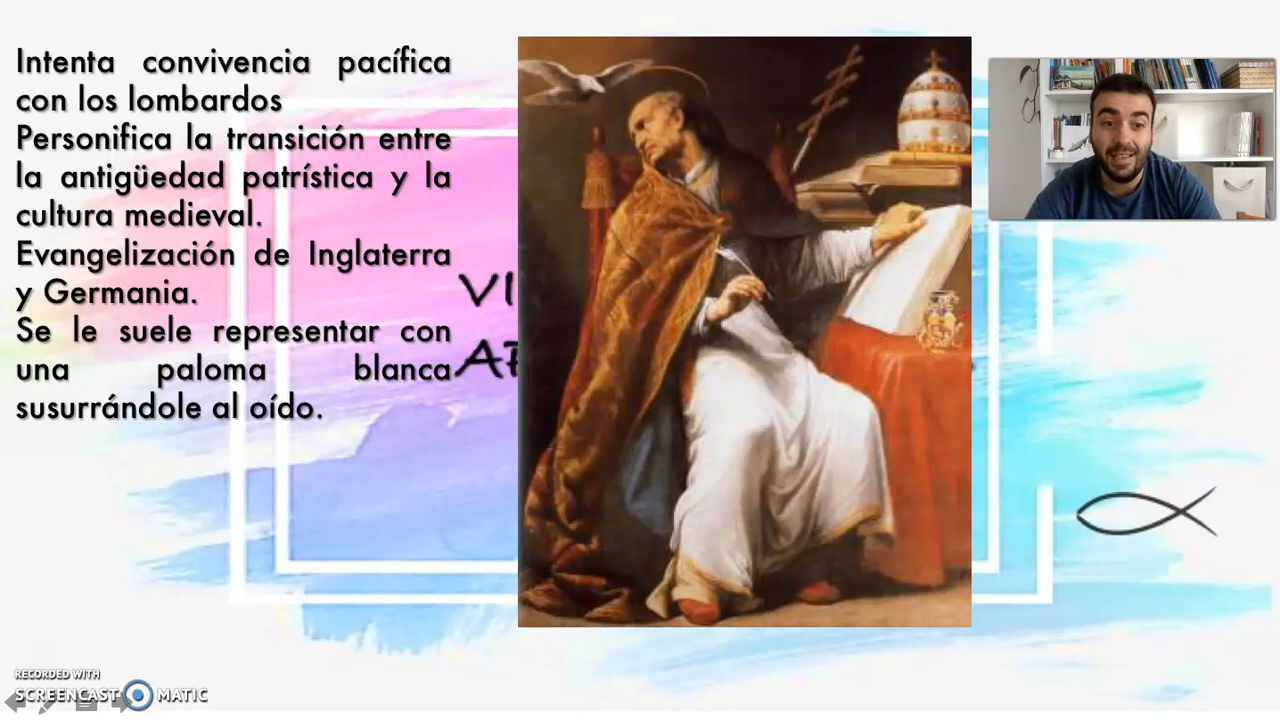 Intenta convivencia pacífica
con los lombardos
Personifica la transición entre
la antigüedad patrística y la
cultura medieval.
Evangelización de Inglaterra
y Germania.
Se le suele representar con
una paloma blanca
susurrándole al oído.
VI
RECORDED WITH
SCREENCAST MATIC